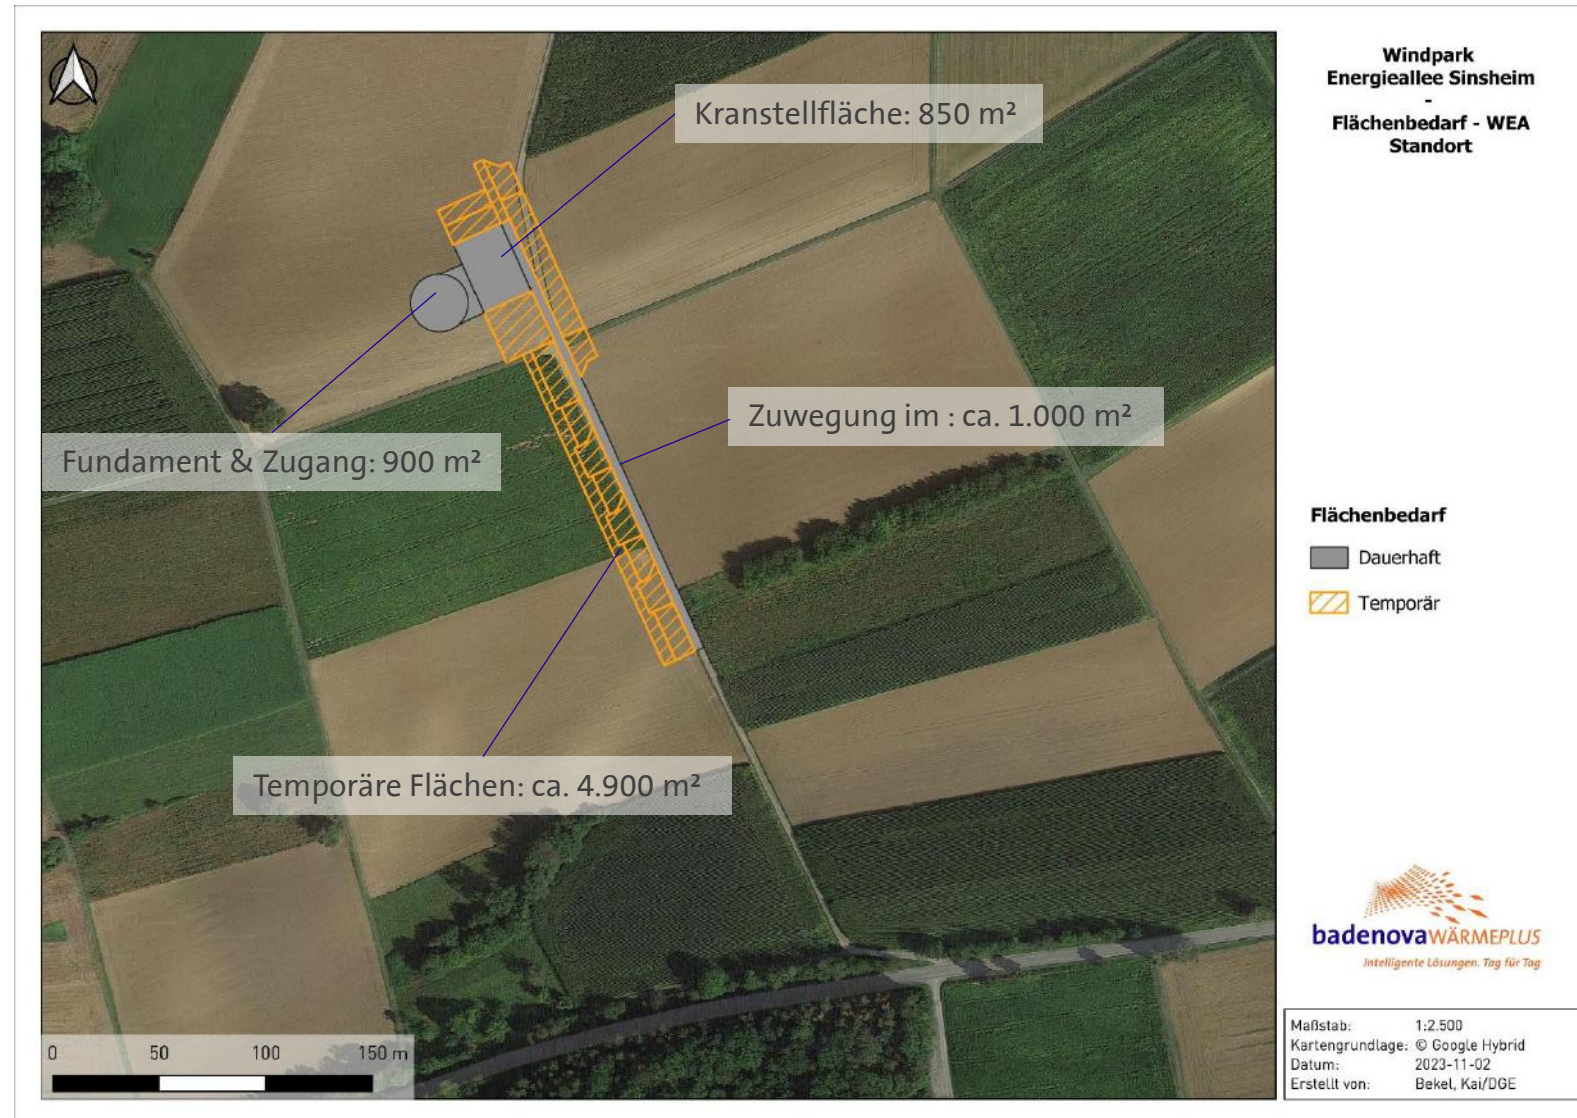 Windpark
Energieallee Sinsheim
-
Flächenbedarf - WEA
Standort
Kranstellfläche: 850 m²
Zuwegung im : ca. 1.000 m²
Fundament & Zugang: 900 m²
Temporäre Flächen: ca. 4.900 m²
Flächenbedarf
Dauerhaft
Temporär
badenovaWÄRMEPLUS
Intelligente Lösungen. Tag für Tag
0 50 100 150 m
Maßstab: 1:2.500
Kartengrundlage: © Google Hybrid
Datum: 2023-11-02
Erstellt von: Bekel, Kai/DGE